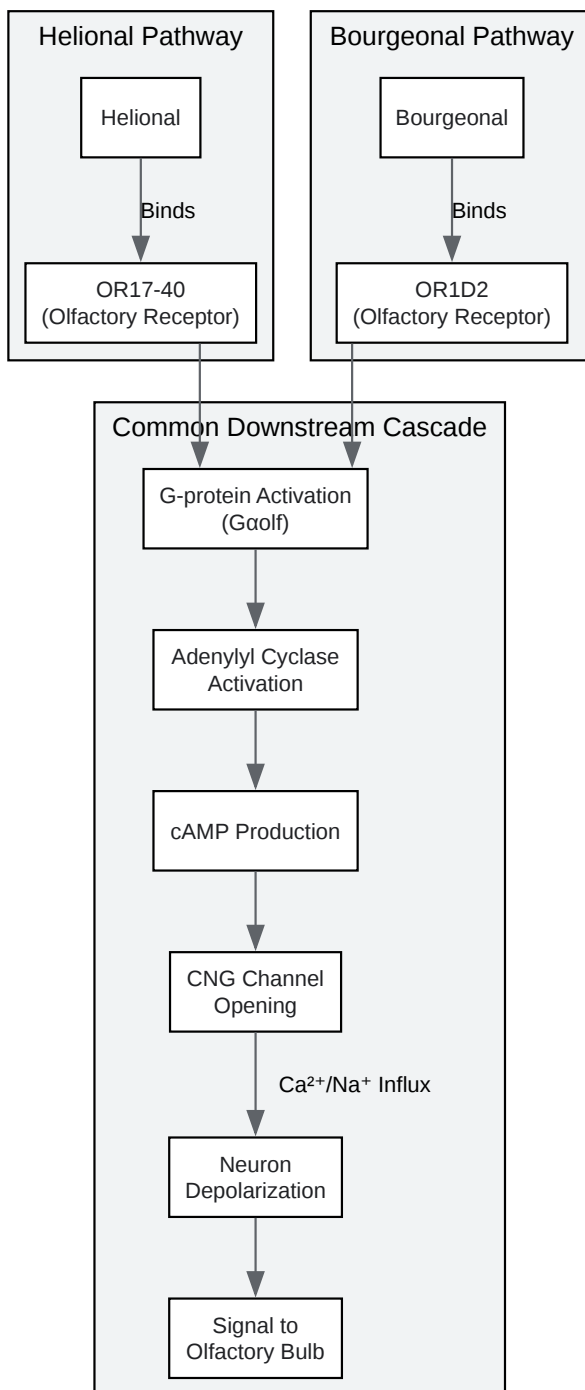 Helional Pathway
Bourgeonal Pathway
Helional
Bourgeonal
Binds
Binds
OR17-40
(Olfactory Receptor)
OR1D2
(Olfactory Receptor)
Common Downstream Cascade
G-protein Activation
(Gαolf)
Adenylyl Cyclase
Activation
cAMP Production
CNG Channel
Opening
Ca²⁺/Na⁺ Influx
Neuron
Depolarization
Signal to
Olfactory Bulb